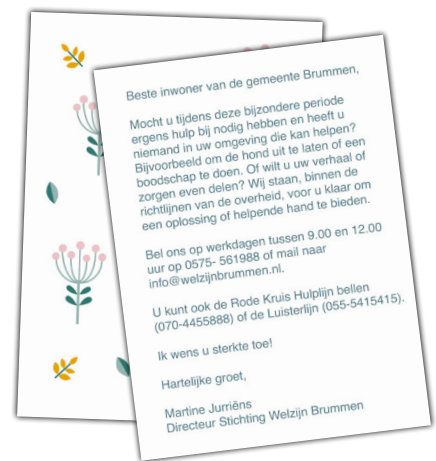 Beste inwoner van de gemeente Brummen,
Mocht u tijdens deze bijzondere periode
ergens hulp bij nodig hebben en heeft u
niemand in uw omgeving die kan helpen?
Bijvoorbeeld om de hond uit te laten of een
boodschap te doen. Of wilt u uw verhaal of
zorgen even delen? Wij staan, binnen de
richtlijnen van de overheid, voor u klaar om
een oplossing of helpende hand te bieden.
Bel ons op werkdagen tussen 9.00 en 12.00
uur op 0575- 561988 of mail naar
info@welzijnbrummen.nl.
U kunt ook de Rode Kruis Hulplijn bellen
(070-4455888) of de Luisterlijn (055-5415415).
Ik wens u sterkte toe!
Hartelijke groet,
Martine Jurriëns
Directeur Stichting Welzijn Brummen